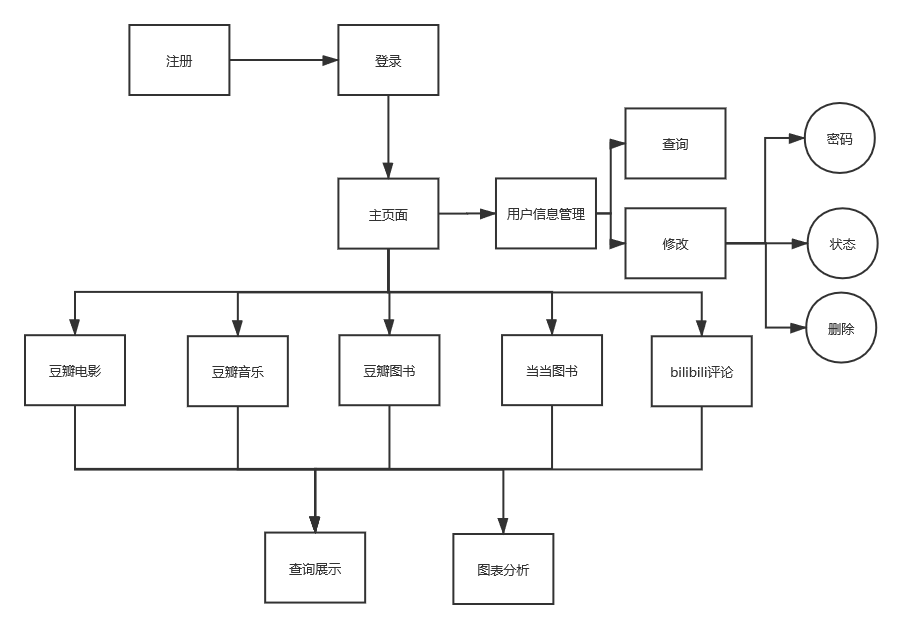 注册
登录
查询
密码
主页面
用户信息管理
修改
状态
删除
豆瓣电影
豆瓣音乐
豆瓣图书
当当图书
bilibili评论
查询展示
图表分析